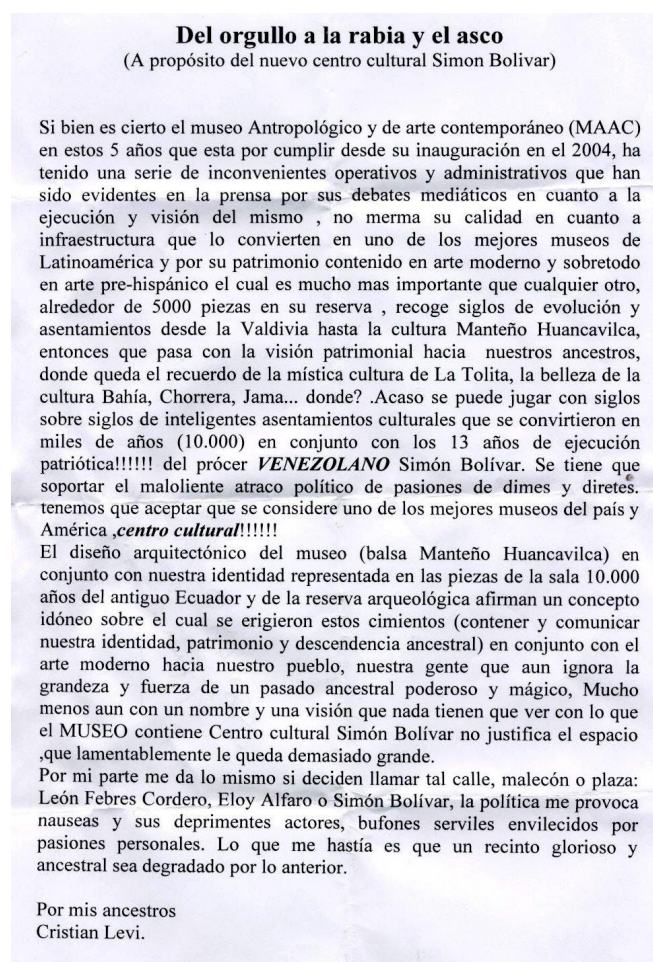 Del orgullo a la rabia y el asco
(A propósito del nuevo centro cultural Simon Bolivar)
Si bien es cierto el museo Antropológico y de arte contemporáneo (MAAC)
en estos 5 años que esta por cumplir desde su inauguración en el 2004, ha
tenido una serie de inconvenientes operativos y administrativos que han
sido evidentes en la prensa por sus debates mediáticos en cuanto a la
ejecución y visión del mismo , no merma su calidad en cuanto a
infraestructura que lo convierten en uno de los mejores museos de
Latinoamérica y por su patrimonio contenido en arte moderno y sobretodo
en arte pre-hispánico el cual es mucho mas importante que cualquier otro,
alrededor de 5000 piezas en su reserva , recoge siglos de evolución y
asentamientos desde la Valdivia hasta la cultura Manteño Huancavilca,
entonces que pasa con la visión patrimonial hacia nuestros ancestros,
donde queda el recuerdo de la mística cultura de La Tolita, la belleza de la
cultura Bahía, Chorrera, Jama... donde? .Acaso se puede jugar con siglos
sobre siglos de inteligentes asentamientos culturales que se convirtieron en
miles de años (10.000) en conjunto con los 13 años de ejecución
patriótica!!!!!! del prócer VENEZOLANO Simón Bolívar. Se tiene que
soportar el maloliente atraco político de pasiones de dimes y diretes.
tenemos que aceptar que se considere uno de los mejores museos del país y
América ,centro cultural!!!!!!
El diseño arquitectónico del museo (balsa Manteño Huancavilca) en
conjunto con nuestra identidad representada en las piezas de la sala 10.000
años del antiguo Ecuador y de la reserva arqueológica afirman un concepto
idóneo sobre el cual se erigieron estos cimientos (contener y comunicar
nuestra identidad, patrimonio y descendencia ancestral) en conjunto con el
arte moderno hacia nuestro pueblo, nuestra gente que aun ignora la
grandeza y fuerza de un pasado ancestral poderoso y mágico, Mucho
menos aun con un nombre y una visión que nada tienen que ver con lo que
el MUSEO contiene Centro cultural Simón Bolívar no justifica el espacio
,que lamentablemente le queda demasiado grande.
Por mi parte me da lo mismo si deciden llamar tal calle, malecón o plaza:
León Febres Cordero, Eloy Alfaro o Simón Bolívar, la política me provoca
nauseas y sus deprimentes actores, bufones serviles envilecidos por
pasiones personales. Lo que me hastía es que un recinto glorioso y
ancestral sea degradado por lo anterior.
Por mis ancestros
Cristian Levi.